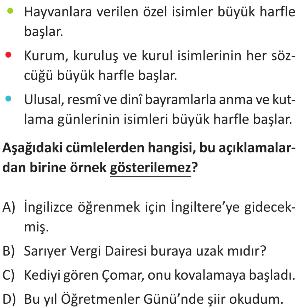 • Hayvanlara verilen özel isimler büyük harfle
başlar.
• Kurum, kuruluş ve kurul isimlerinin her söz-
cüğü büyük harfle başlar.
• Ulusal, resmî ve dinî bayramlarla anma ve kut-
lama günlerinin isimleri büyük harfle başlar.
Aşağıdaki cümlelerden hangisi, bu açıklamalar-
dan birine örnek gösterilemez?
A) İngilizce öğrenmek için İngiltere'ye gidecek-
miş.
B) Sarıyer Vergi Dairesi buraya uzak mıdır?
C) Kediyi gören Çomar, onu kovalamaya başladı.
D) Bu yıl Öğretmenler Günü'nde şiir okudum.